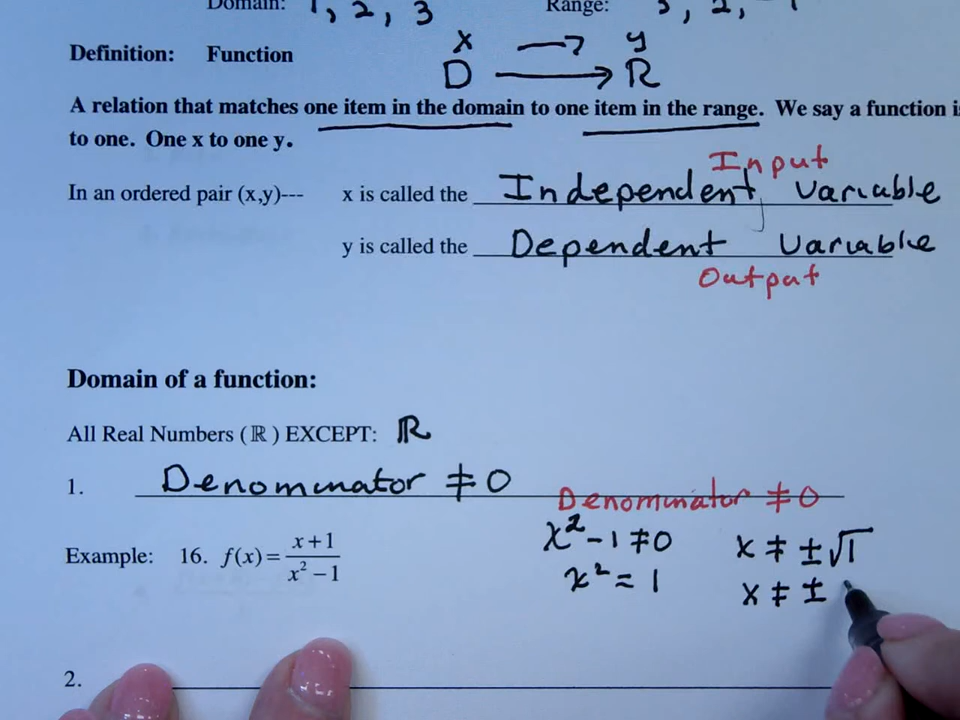 Domain: 1, 2, 3 Range:
x → y
Definition: Function D → R
A relation that matches one item in the domain to one item in the range. We say a function
to one. One x to one y.
Input
In an ordered pair (x,y)--- x is called the Independent variable
y is called the Dependent variable
Output
Domain of a function:
All Real Numbers (ℝ) EXCEPT: ℝ
1. Denominator ≠ 0
Denominator ≠ 0
Example: 16. f(x) = (x+1)/(x² − 1)
x² − 1 ≠ 0 x ≠ ±√1
x² = 1 x ≠ ±
2.